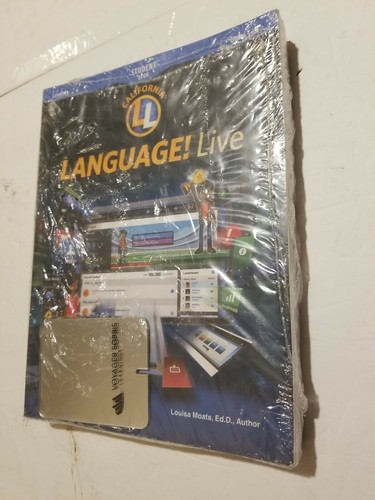 STUDENT
CALIFORNIA
LL
LANGUAGE! Live
VOYAGER SOPRIS
LEARNING
Louisa Moats, Ed.D., Author